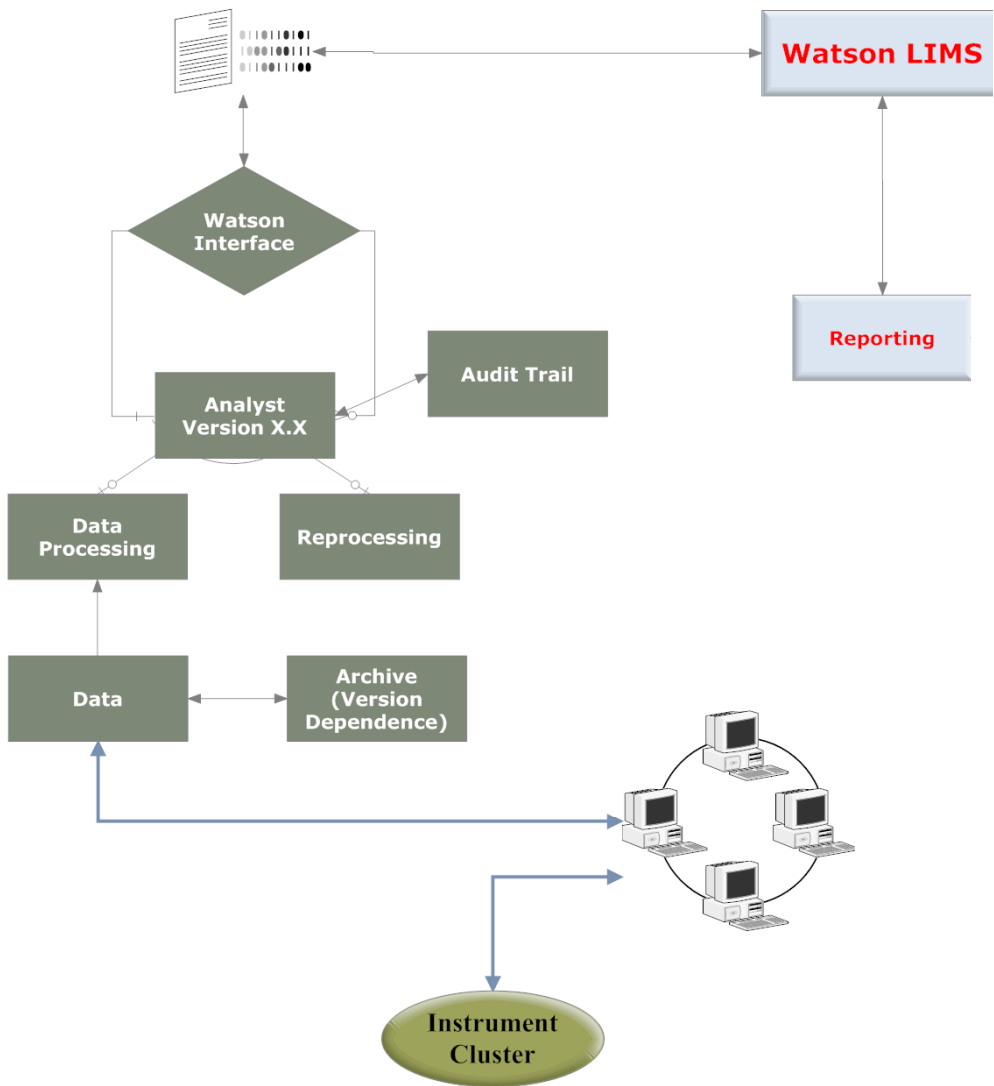 Watson LIMS
Watson
Interface
Reporting
Audit Trail
Analyst
Version X.X
Data
Processing
Reprocessing
Data
Archive
(Version
Dependence)
Instrument
Cluster